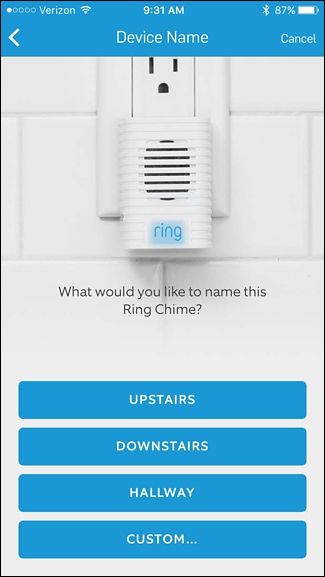 Verizon 9:31 AM 87%
Device Name Cancel
ring
What would you like to name this
Ring Chime?
UPSTAIRS
DOWNSTAIRS
HALLWAY
CUSTOM...